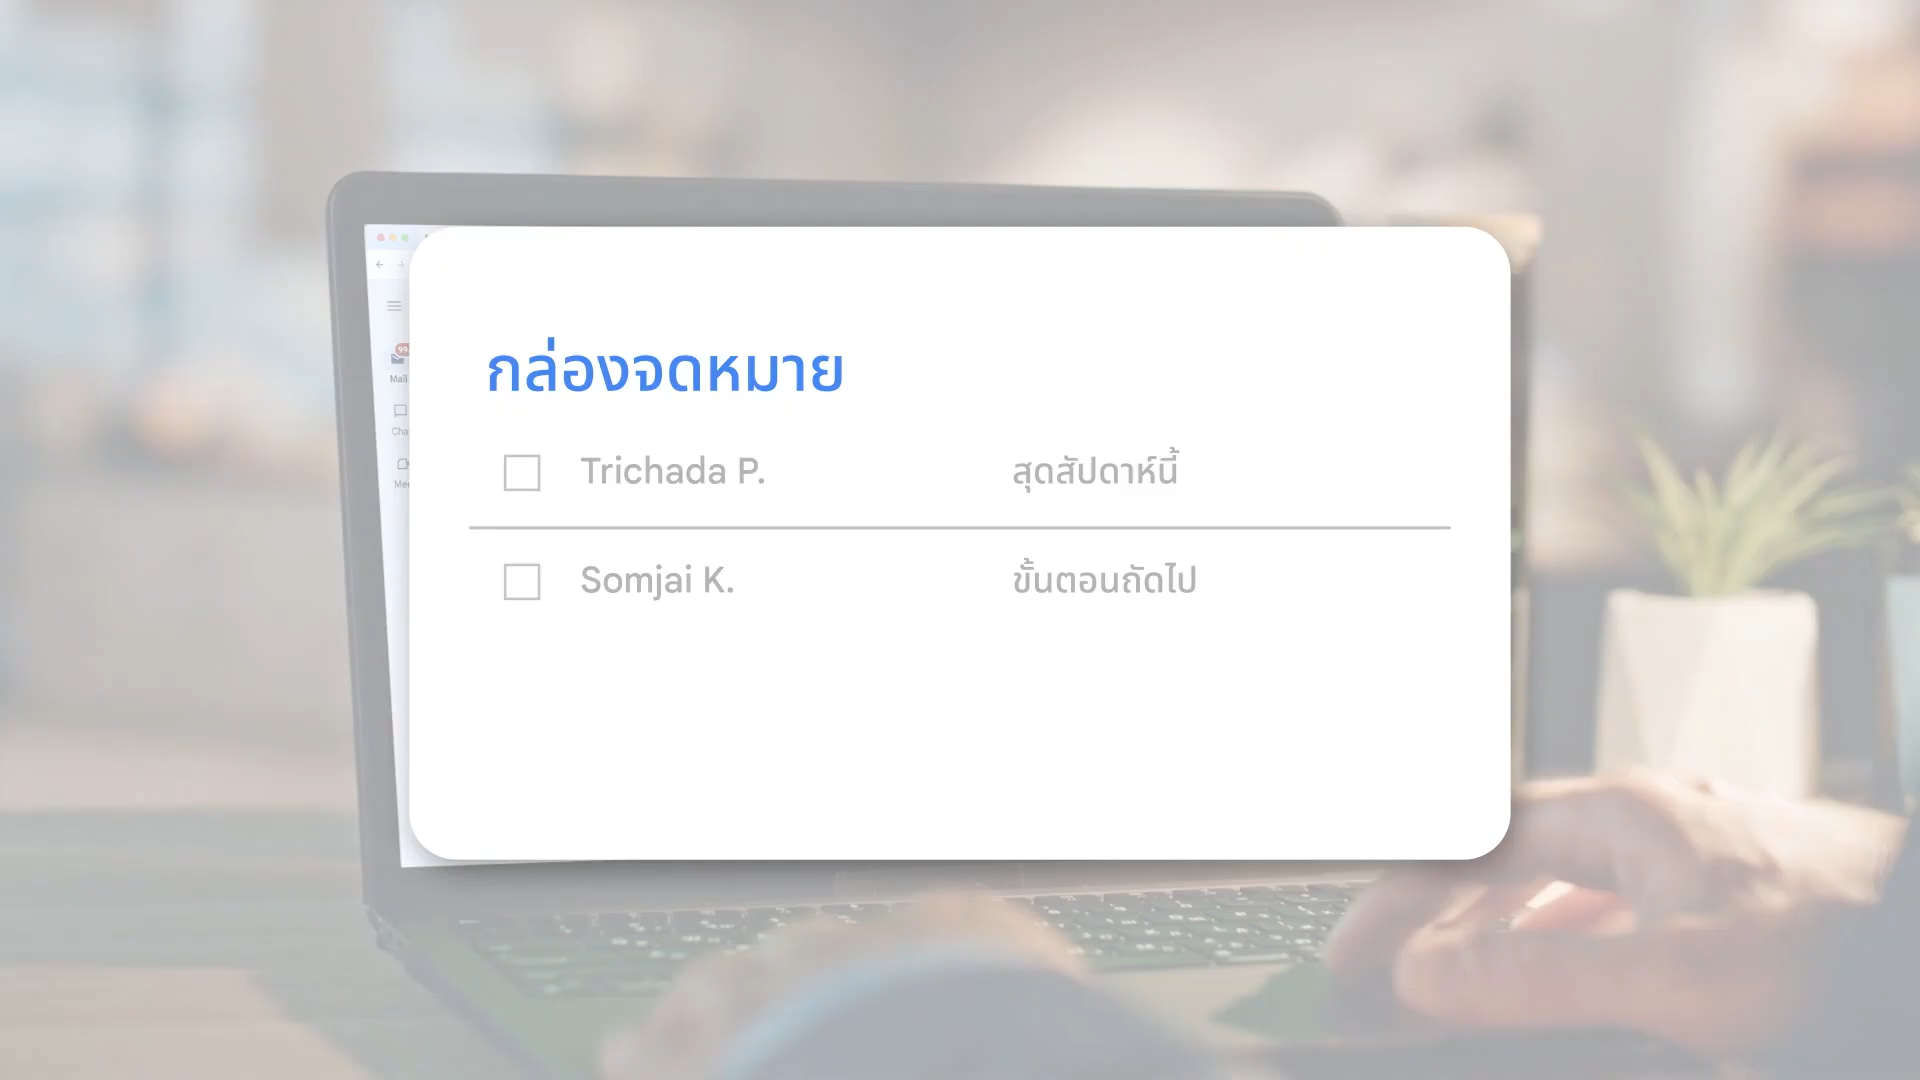 กล่องจดหมาย
Trichada P. สุดสัปดาห์นี้
Somjai K. ขั้นตอนถัดไป
Mail